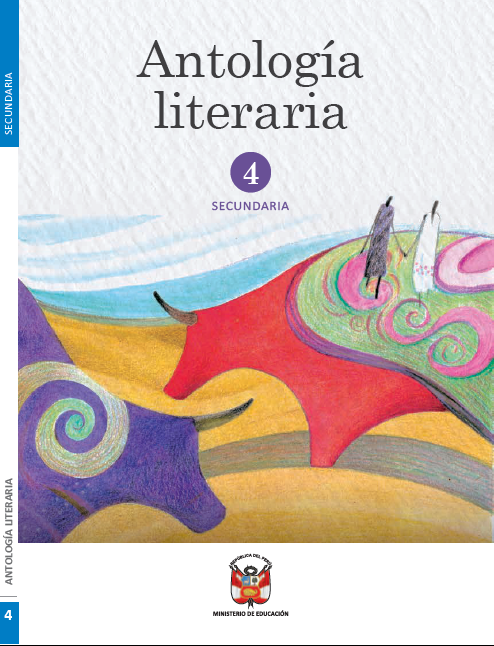 SECUNDARIA
Antología
literaria
4
SECUNDARIA
ANTOLOGÍA LITERARIA
4
REPÚBLICA DEL PERÚ
MINISTERIO DE EDUCACIÓN